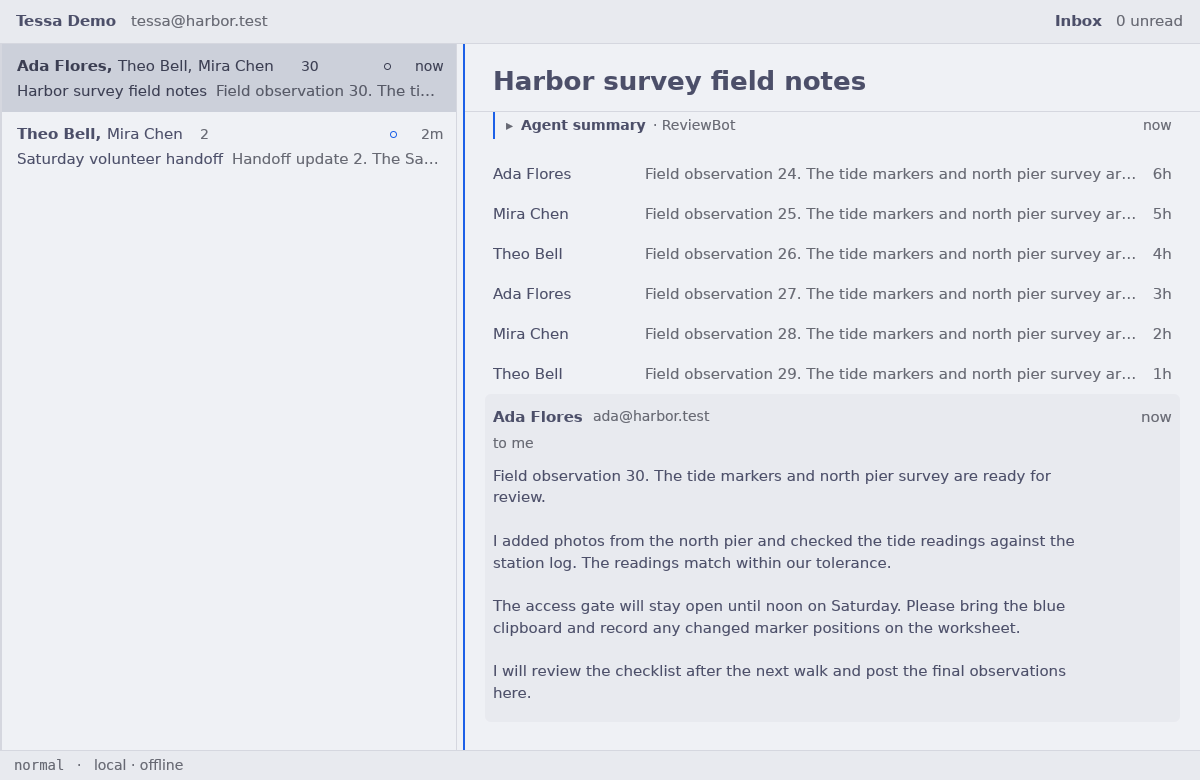 Tessa Demo tessa@harbor.test Inbox 0 unread
Ada Flores, Theo Bell, Mira Chen 30 now
Harbor survey field notes Field observation 30. The ti…
Theo Bell, Mira Chen 2 2m
Saturday volunteer handoff Handoff update 2. The Sa…
Harbor survey field notes
▸ Agent summary · ReviewBot now
Ada Flores Field observation 24. The tide markers and north pier survey ar… 6h
Mira Chen Field observation 25. The tide markers and north pier survey ar… 5h
Theo Bell Field observation 26. The tide markers and north pier survey ar… 4h
Ada Flores Field observation 27. The tide markers and north pier survey ar… 3h
Mira Chen Field observation 28. The tide markers and north pier survey ar… 2h
Theo Bell Field observation 29. The tide markers and north pier survey ar… 1h
Ada Flores ada@harbor.test now
to me
Field observation 30. The tide markers and north pier survey are ready for
review.
I added photos from the north pier and checked the tide readings against the
station log. The readings match within our tolerance.
The access gate will stay open until noon on Saturday. Please bring the blue
clipboard and record any changed marker positions on the worksheet.
I will review the checklist after the next walk and post the final observations
here.
normal · local · offline